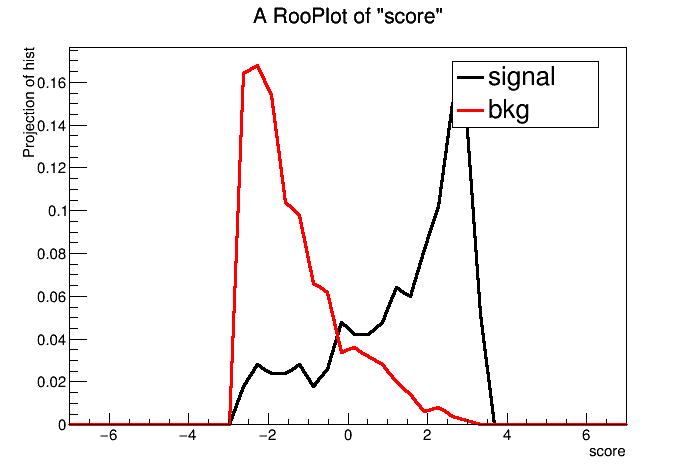 A RooPlot of "score"
Projection of hist
signal
bkg
0.16
0.14
0.12
0.1
0.08
0.06
0.04
0.02
0
−6 −4 −2 0 2 4 6
score